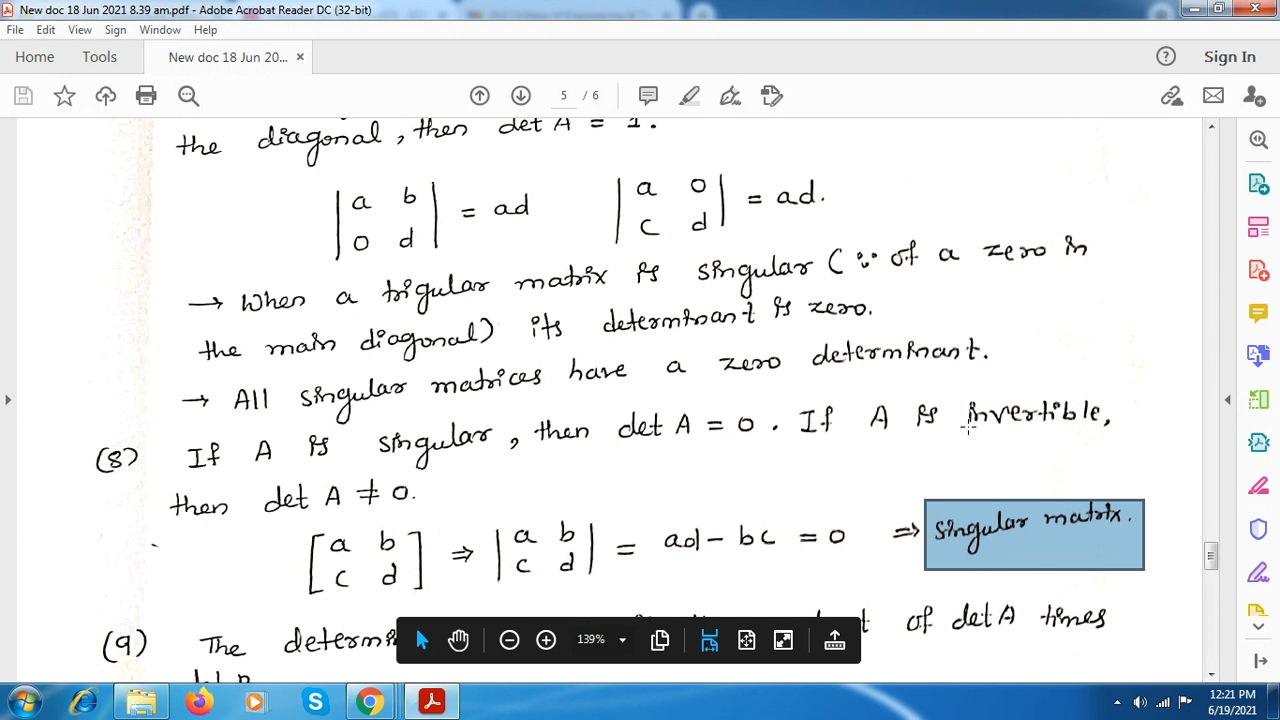 New doc 18 Jun 2021 8.39 am.pdf - Adobe Acrobat Reader DC (32-bit)
File Edit View Sign Window Help
Home Tools New doc 18 Jun 20... × ? Sign In
5 / 6
the diagonal, then det A = 1.
| a b |
| 0 d | = ad
| a 0 |
| c d | = ad.
→ When a trigular matrix is singular (∵ of a zero in
the main diagonal) its determinant is zero.
→ All singular matrices have a zero determinant.
(8) If A is singular, then det A = 0. If A is invertible,
then det A ≠ 0.
[ a b ]
[ c d ] ⇒ | a b |
| c d | = ad - bc = 0 ⇒ singular matrix.
(9) The of det A times
139%
12:21 PM
6/19/2021